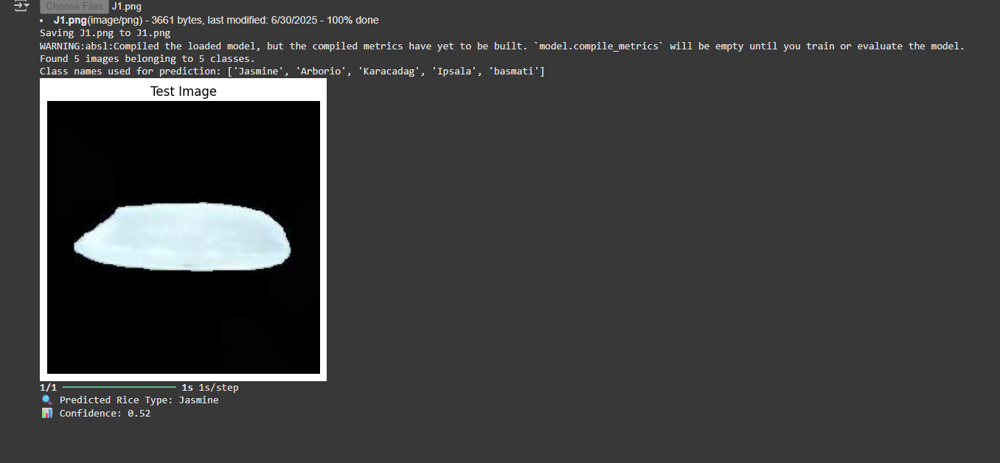 Choose Files J1.png
• J1.png(image/png) - 3661 bytes, last modified: 6/30/2025 - 100% done
Saving J1.png to J1.png
WARNING:absl:Compiled the loaded model, but the compiled metrics have yet to be built. `model.compile_metrics` will be empty until you train or evaluate the model.
Found 5 images belonging to 5 classes.
Class names used for prediction: ['Jasmine', 'Arborio', 'Karacadag', 'Ipsala', 'basmati']
Test Image
1/1 ━━━━━━━━━━━━━━━━━━━━ 1s 1s/step
🔍 Predicted Rice Type: Jasmine
📊 Confidence: 0.52